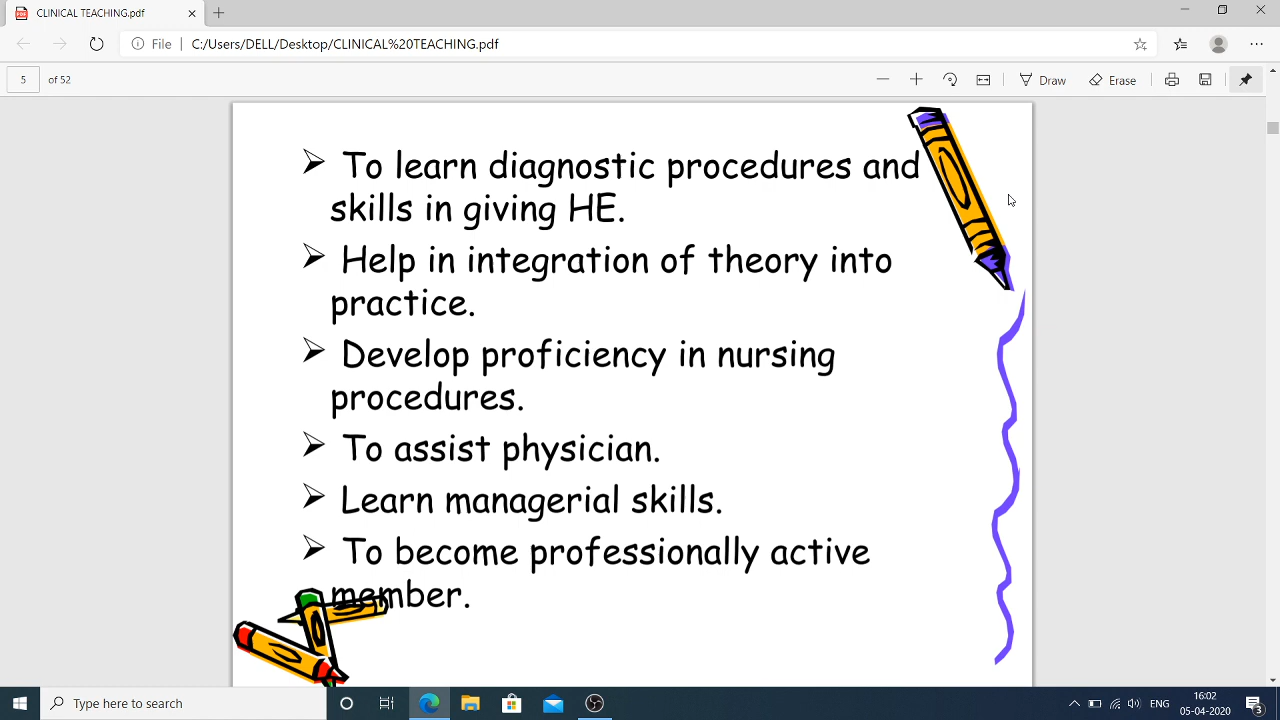 CLINICAL TEACHING.pdf
File C:/Users/DELL/Desktop/CLINICAL%20TEACHING.pdf
5 of 52 Draw Erase
To learn diagnostic procedures and
skills in giving HE.
Help in integration of theory into
practice.
Develop proficiency in nursing
procedures.
To assist physician.
Learn managerial skills.
To become professionally active
member.
Type here to search
ENG
16:02
05-04-2020
3